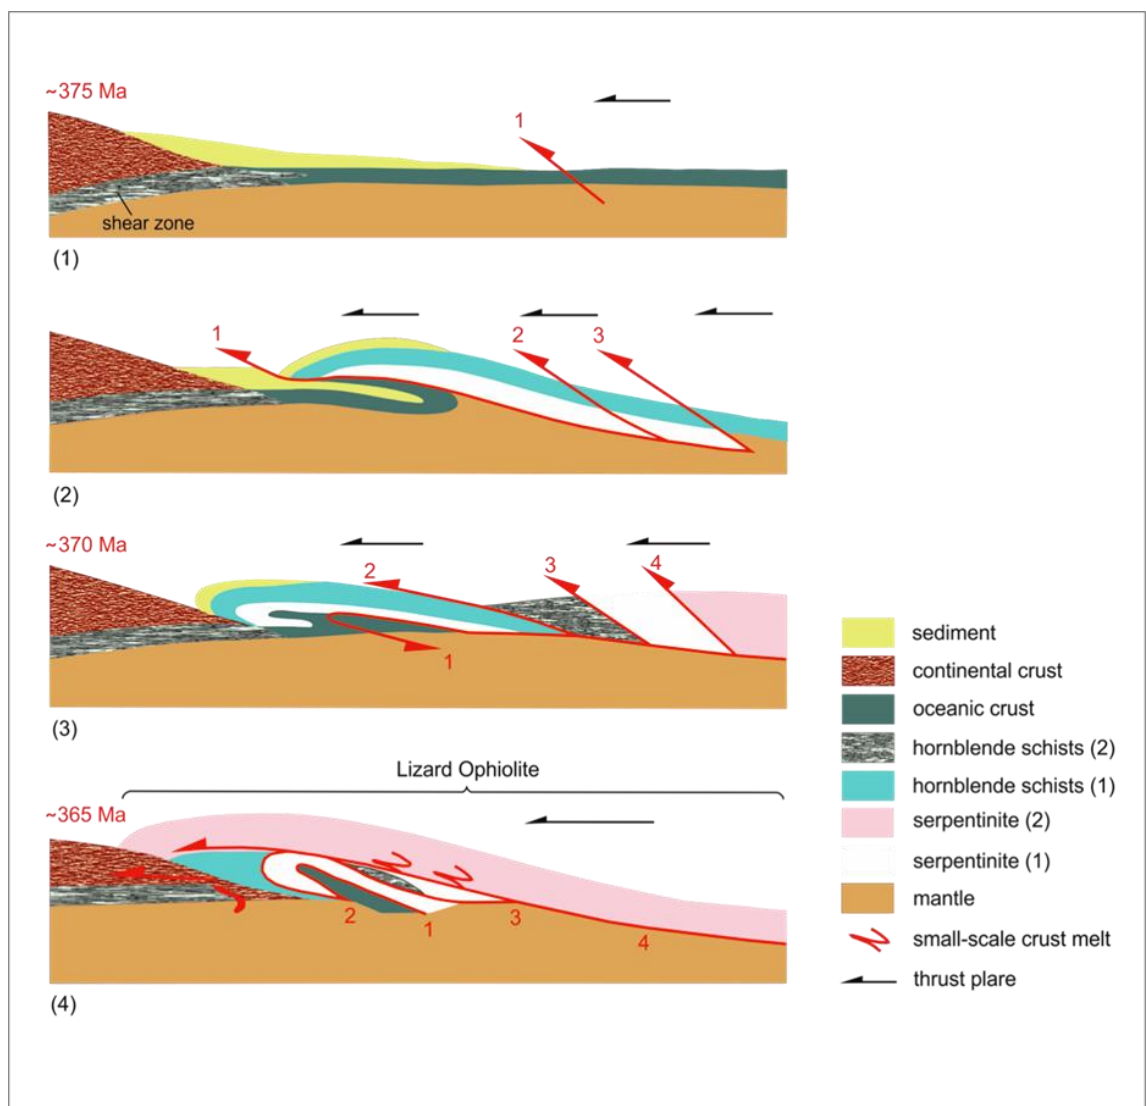 ~375 Ma
1
shear zone
(1)
1
2
3
(2)
~370 Ma
2
3
4
1
(3)
Lizard Ophiolite
~365 Ma
2
1
3
4
(4)
sediment
continental crust
oceanic crust
hornblende schists (2)
hornblende schists (1)
serpentinite (2)
serpentinite (1)
mantle
small-scale crust melt
thrust plare